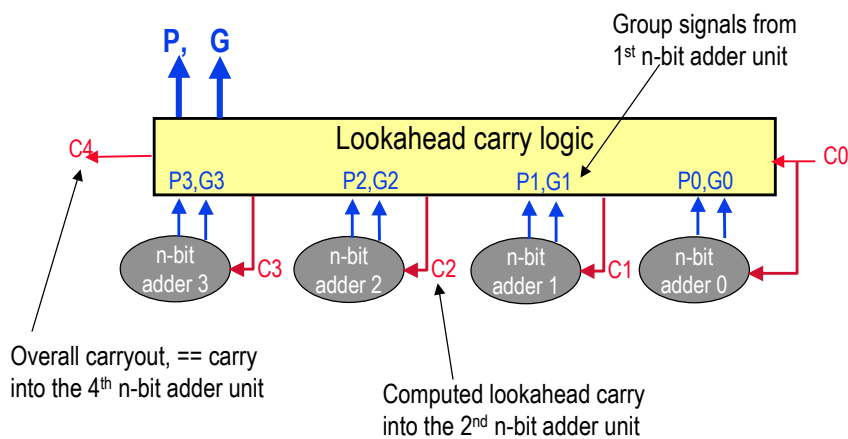 Group signals from
1st n-bit adder unit
P, G
Lookahead carry logic
C4
C0
P3,G3
P2,G2
P1,G1
P0,G0
n-bit
adder 3
C3
n-bit
adder 2
C2
n-bit
adder 1
C1
n-bit
adder 0
Overall carryout, == carry
into the 4th n-bit adder unit
Computed lookahead carry
into the 2nd n-bit adder unit